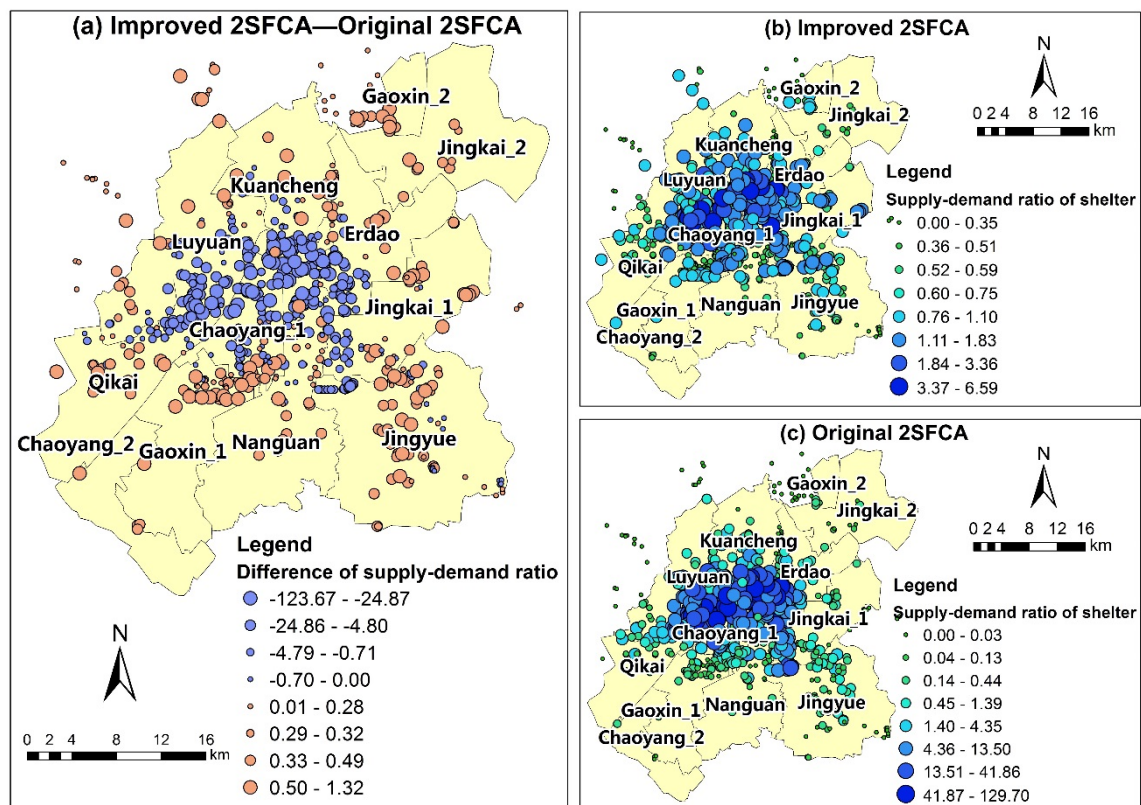 (a) Improved 2SFCA—Original 2SFCA
Gaoxin_2
Jingkai_2
Kuancheng
Erdao
Luyuan
Jingkai_1
Chaoyang_1
Qikai
Chaoyang_2
Gaoxin_1
Nanguan
Jingyue
Legend
Difference of supply-demand ratio
-123.67 - -24.87
-24.86 - -4.80
-4.79 - -0.71
-0.70 - 0.00
0.01 - 0.28
0.29 - 0.32
0.33 - 0.49
0.50 - 1.32
N
0 2 4 8 12 16
km
(b) Improved 2SFCA
N
0 2 4 8 12 16
km
Gaoxin_2
Jingkai_2
Kuancheng
Luyuan
Erdao
Jingkai_1
Chaoyang_1
Qikai
Gaoxin_1
Nanguan
Jingyue
Chaoyang_2
Legend
Supply-demand ratio of shelter
0.00 - 0.35
0.36 - 0.51
0.52 - 0.59
0.60 - 0.75
0.76 - 1.10
1.11 - 1.83
1.84 - 3.36
3.37 - 6.59
(c) Original 2SFCA
N
0 2 4 8 12 16
km
Gaoxin_2
Jingkai_2
Kuancheng
Luyuan
Erdao
Jingkai_1
Chaoyang_1
Qikai
Gaoxin_1
Nanguan
Jingyue
Chaoyang_2
Legend
Supply-demand ratio of shelter
0.00 - 0.03
0.04 - 0.13
0.14 - 0.44
0.45 - 1.39
1.40 - 4.35
4.36 - 13.50
13.51 - 41.86
41.87 - 129.70